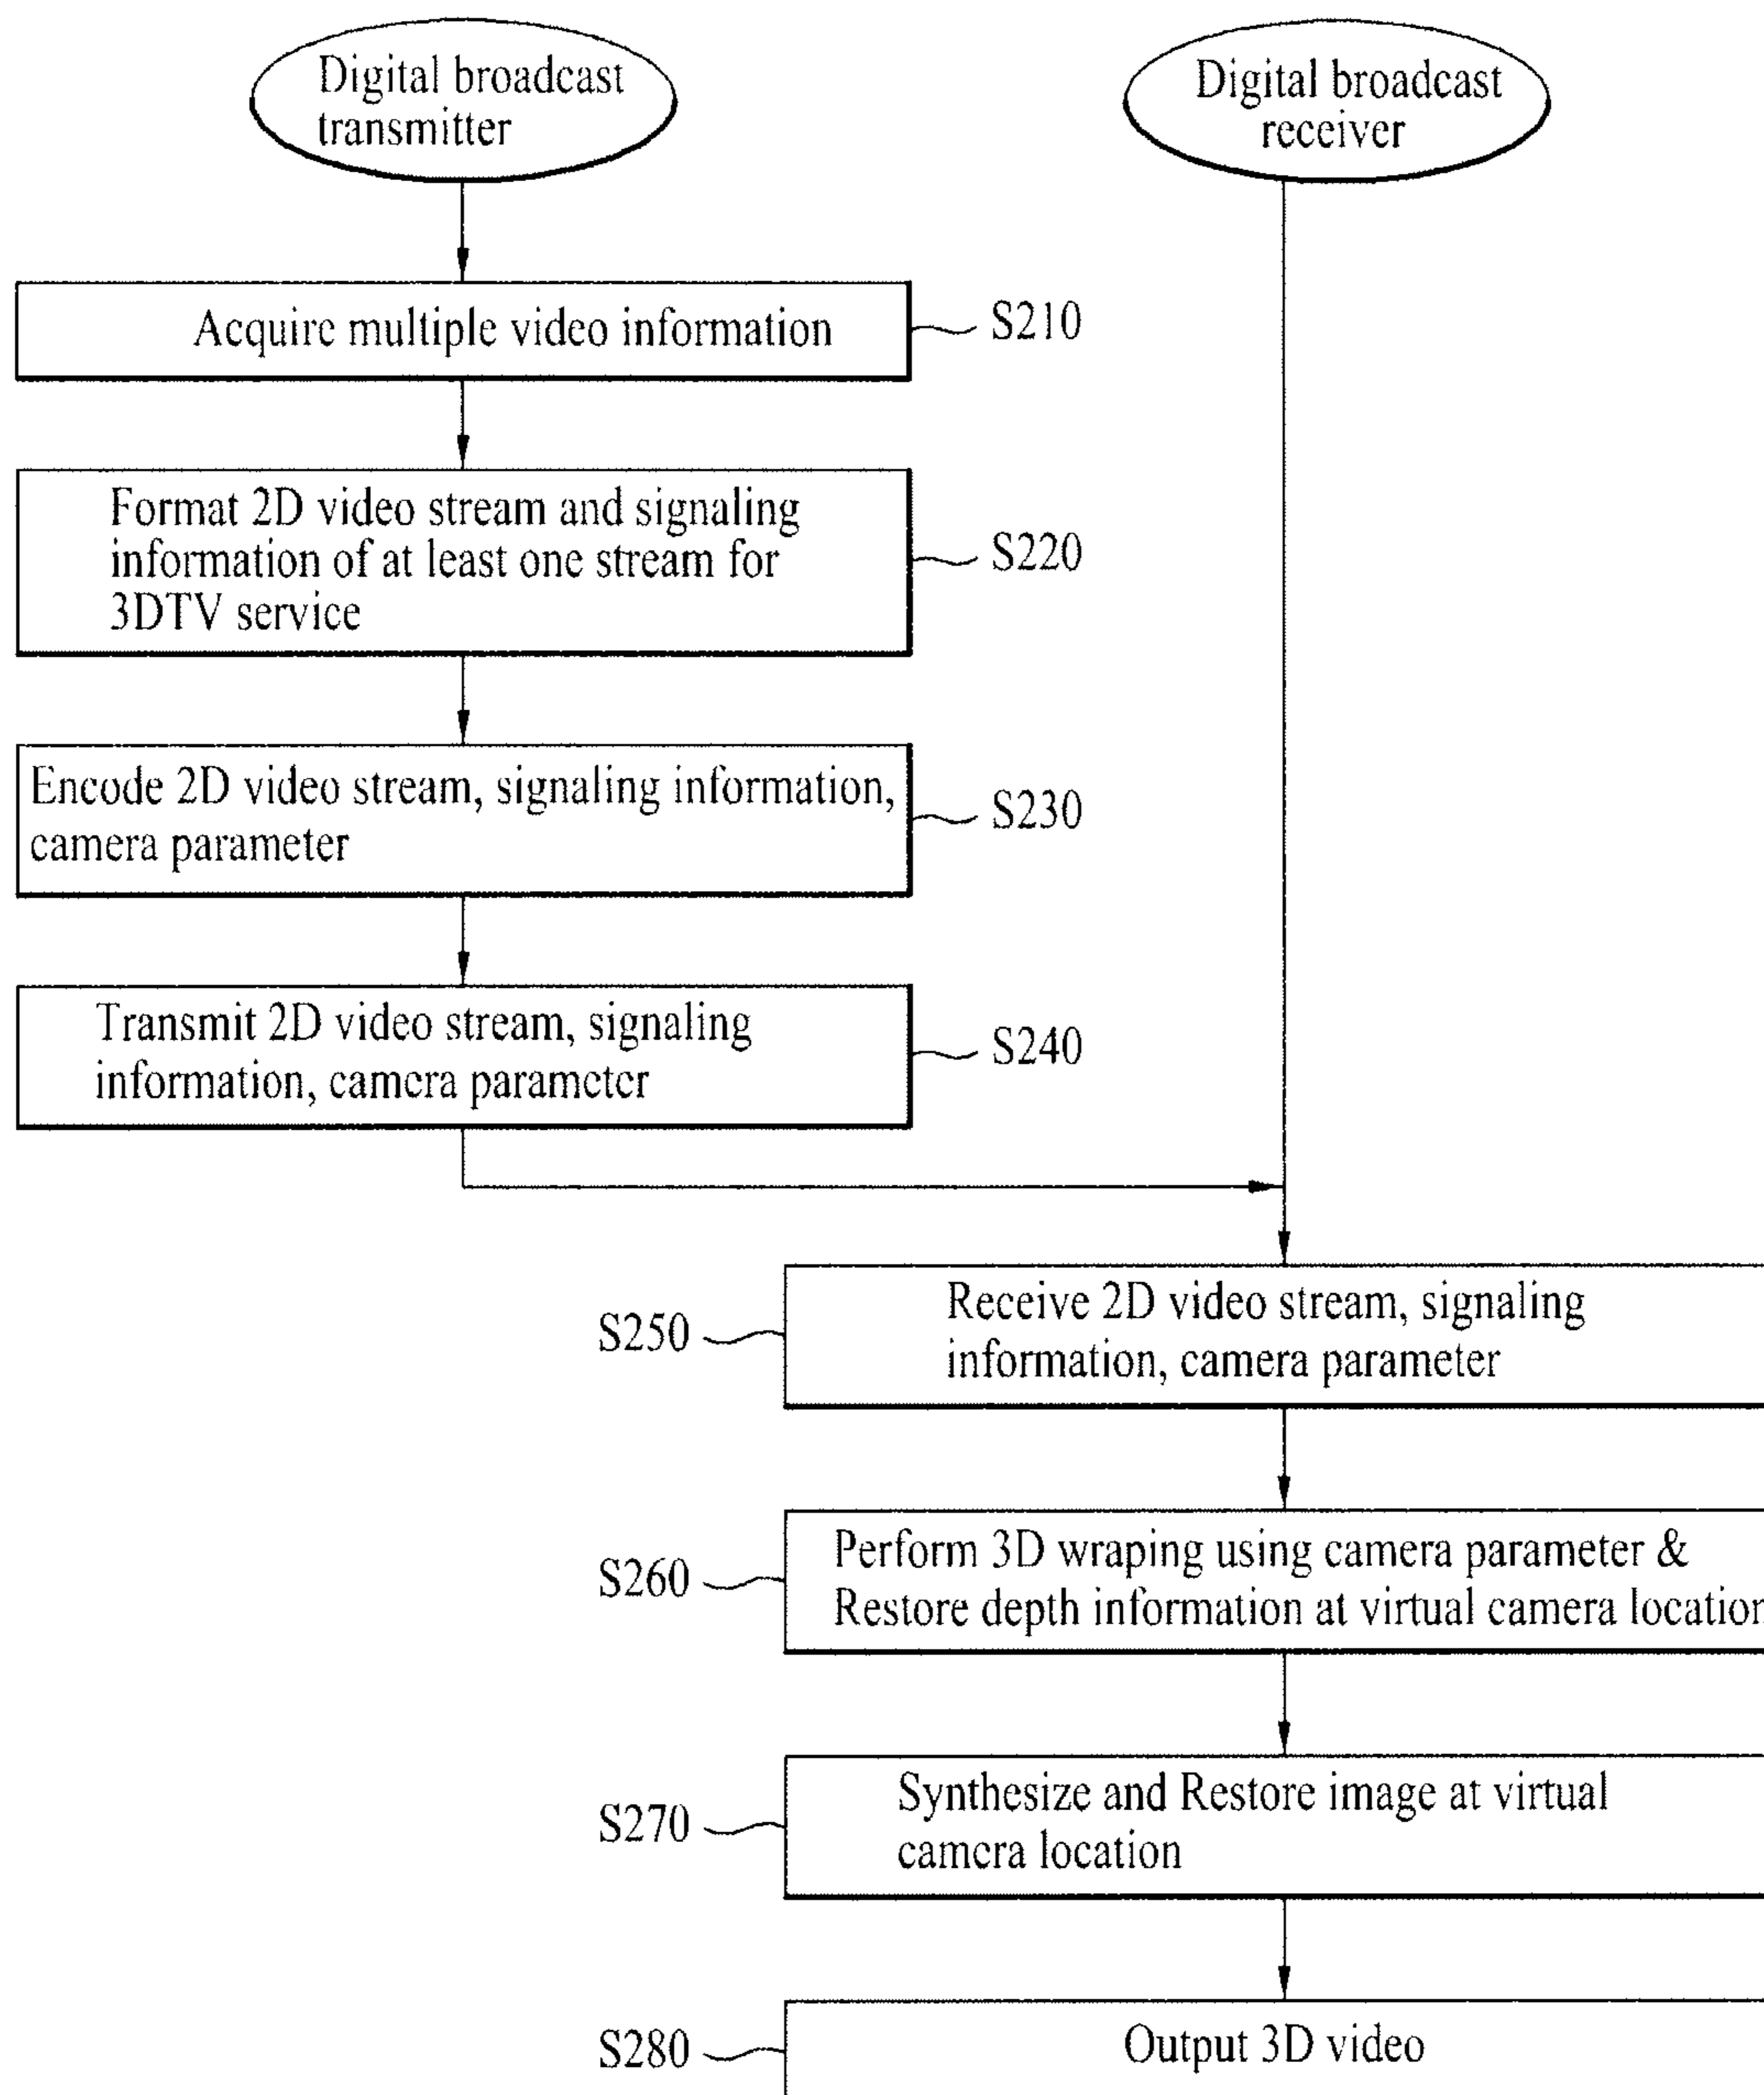 Digital broadcast
transmitter
Digital broadcast
receiver
Acquire multiple video information
S210
Format 2D video stream and signaling
information of at least one stream for
3DTV service
S220
Encode 2D video stream, signaling information,
camera parameter
S230
Transmit 2D video stream, signaling
information, camera parameter
S240
S250
Receive 2D video stream, signaling
information, camera parameter
S260
Perform 3D wraping using camera parameter &
Restore depth information at virtual camera location
S270
Synthesize and Restore image at virtual
camera location
S280
Output 3D video